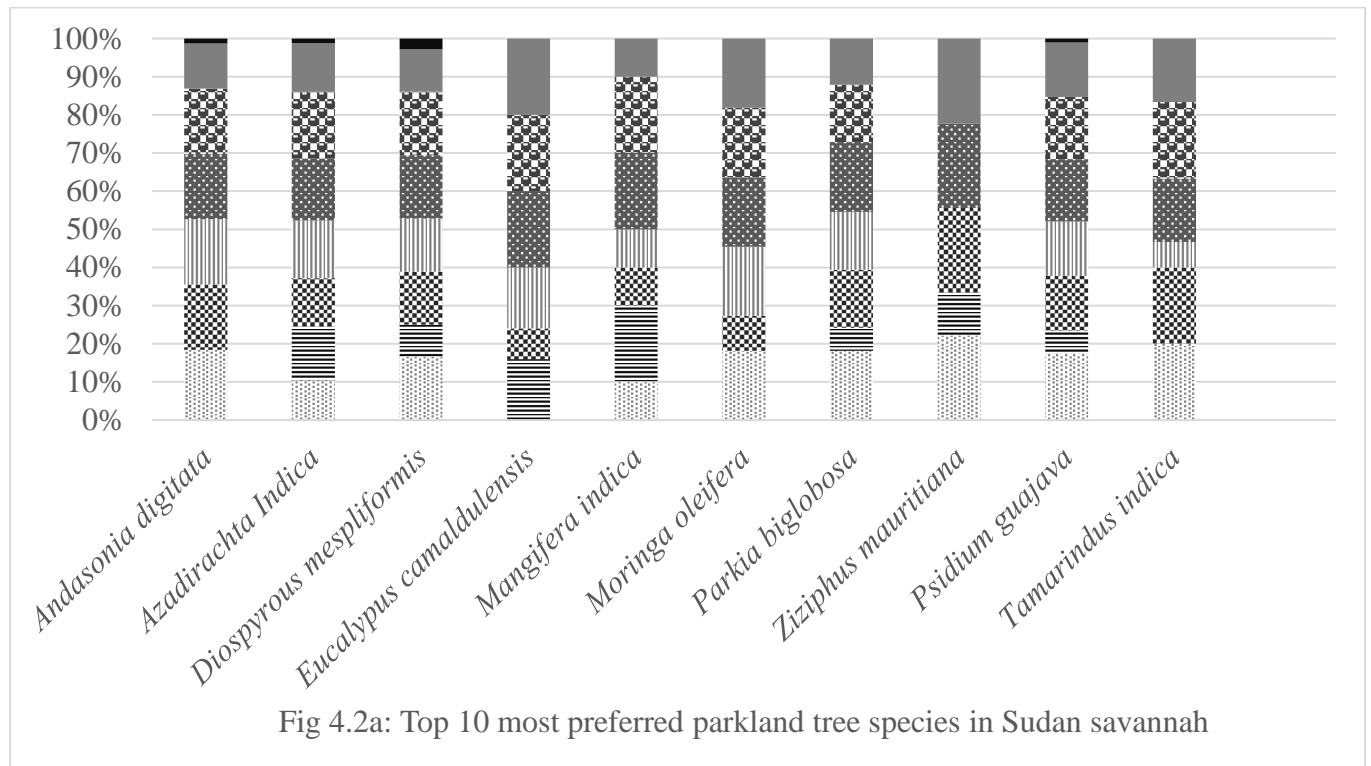 100%
90%
80%
70%
60%
50%
40%
30%
20%
10%
0%
Andasonia digitata
Azadirachta Indica
Diospyrous mespliformis
Eucalypus camaldulensis
Mangifera indica
Moringa oleifera
Parkia biglobosa
Ziziphus mauritiana
Psidium guajava
Tamarindus indica
Fig 4.2a: Top 10 most preferred parkland tree species in Sudan savannah